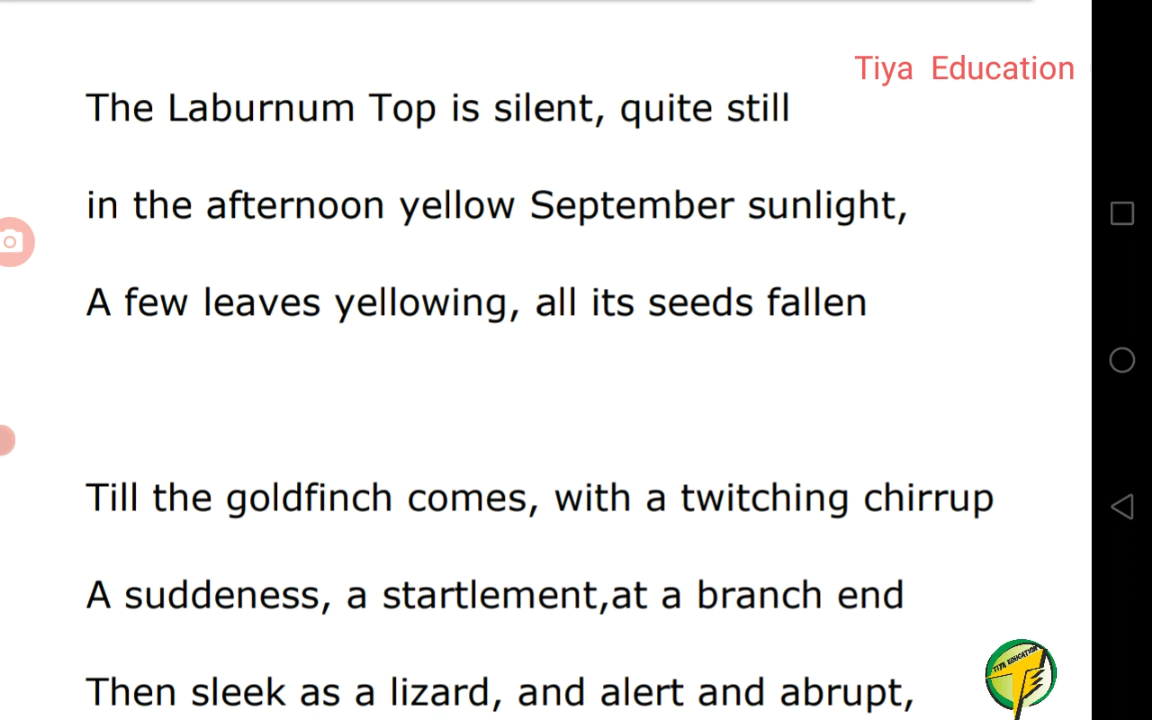 Tiya Education
The Laburnum Top is silent, quite still
in the afternoon yellow September sunlight,
A few leaves yellowing, all its seeds fallen
Till the goldfinch comes, with a twitching chirrup
A suddeness, a startlement,at a branch end
Then sleek as a lizard, and alert and abrupt,
TIYA EDUCATION